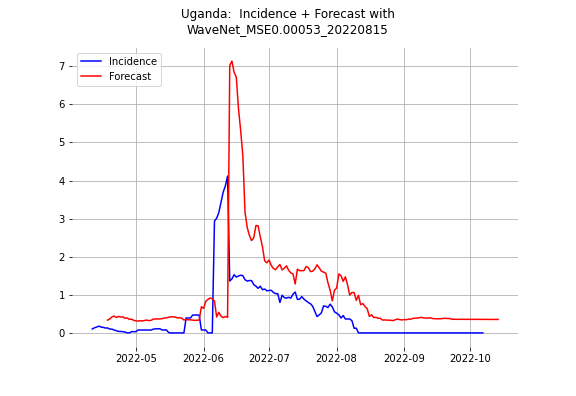 Uganda:  Incidence + Forecast with
WaveNet_MSE0.00053_20220815
Incidence
Forecast
7
6
5
4
3
2
1
0
2022-05 2022-06 2022-07 2022-08 2022-09 2022-10